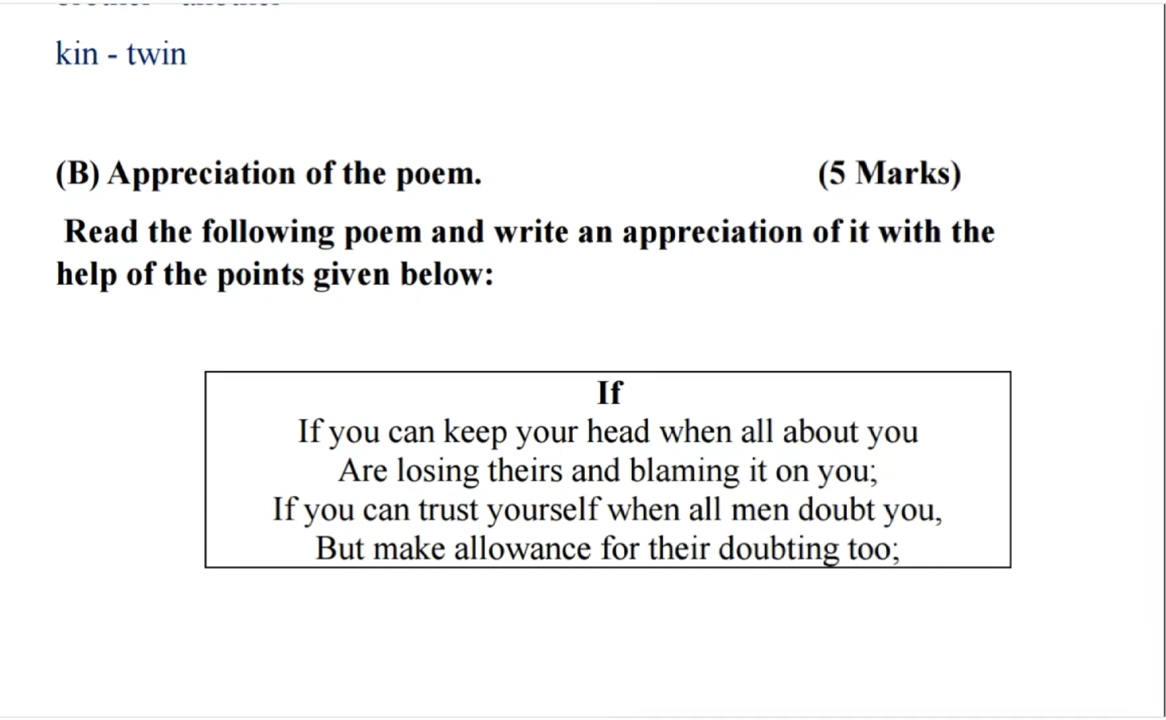 kin - twin
(B) Appreciation of the poem. (5 Marks)
Read the following poem and write an appreciation of it with the
help of the points given below:
If
If you can keep your head when all about you
Are losing theirs and blaming it on you;
If you can trust yourself when all men doubt you,
But make allowance for their doubting too;